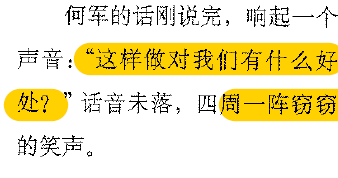 何军的话刚说完，响起一个
声音：“这样做对我们有什么好
处？”话音未落，四周一阵窃窃
的笑声。